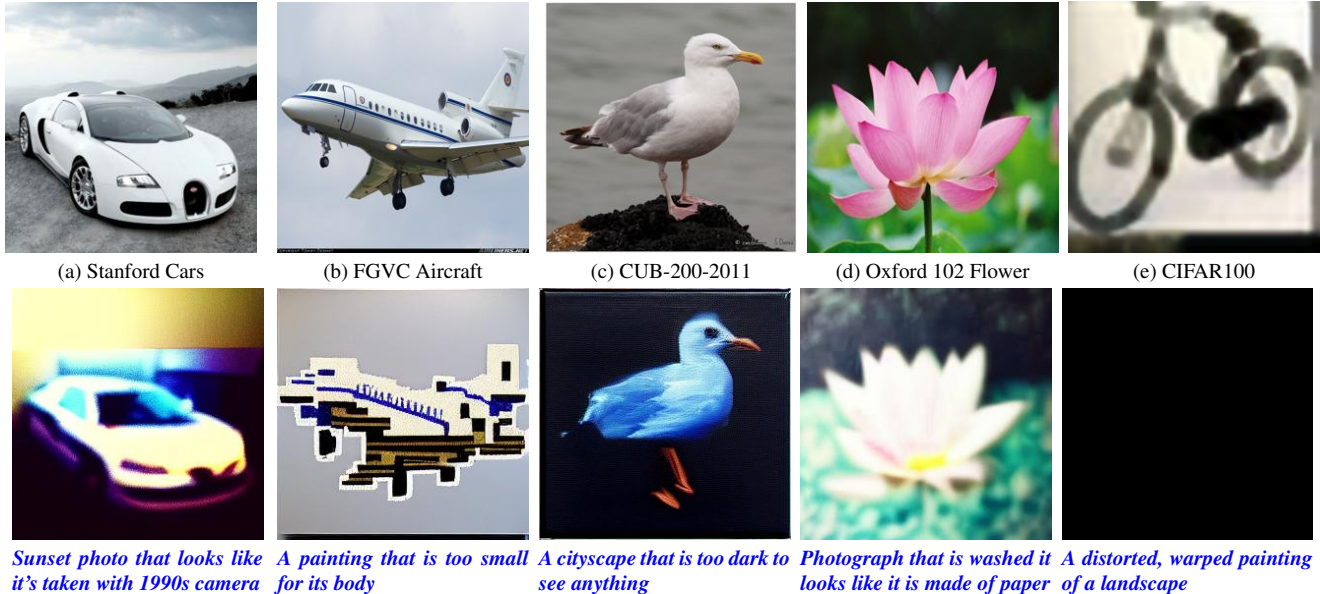 (a) Stanford Cars
(b) FGVC Aircraft
(c) CUB-200-2011
(d) Oxford 102 Flower
(e) CIFAR100
Sunset photo that looks like
it's taken with 1990s camera
A painting that is too small
for its body
A cityscape that is too dark to
see anything
Photograph that is washed it
looks like it is made of paper
A distorted, warped painting
of a landscape